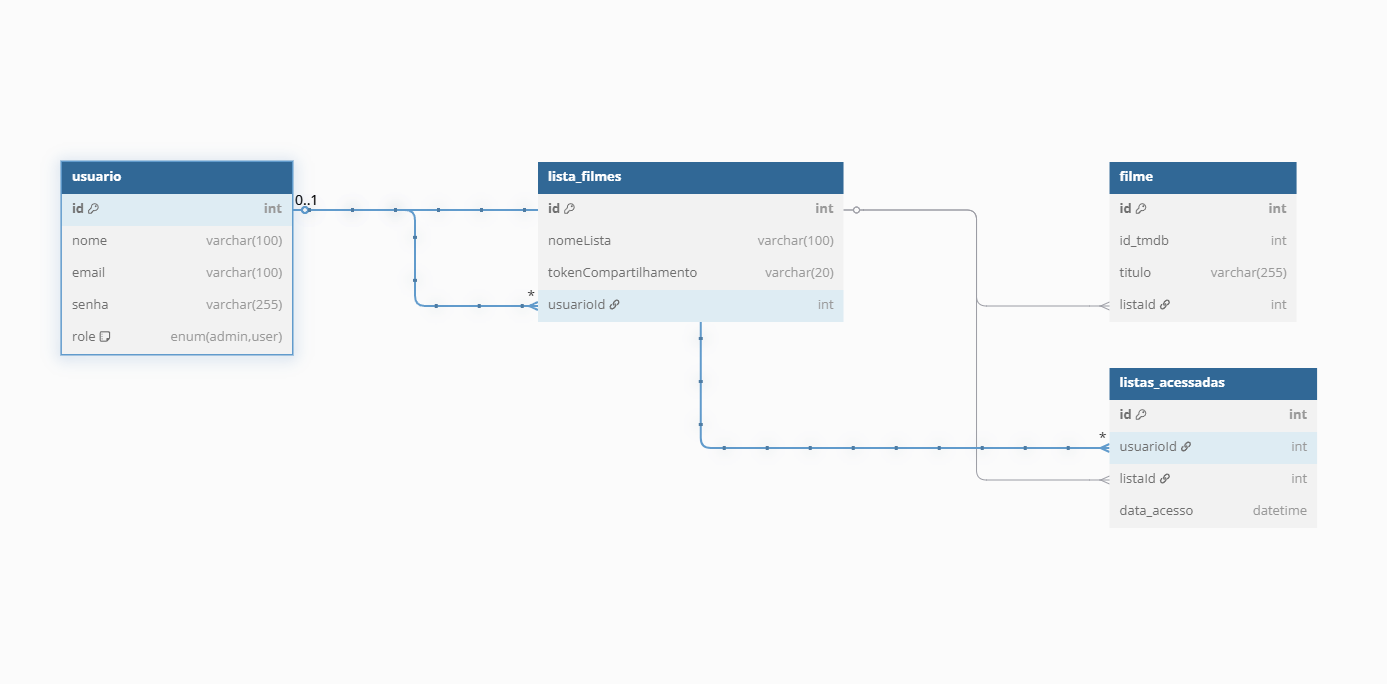 usuario
id int
nome varchar(100)
email varchar(100)
senha varchar(255)
role enum(admin,user)
0..1
*
lista_filmes
id int
nomeLista varchar(100)
tokenCompartilhamento varchar(20)
usuarioId int
filme
id int
id_tmdb int
titulo varchar(255)
listaId int
*
listas_acessadas
id int
usuarioId int
listaId int
data_acesso datetime